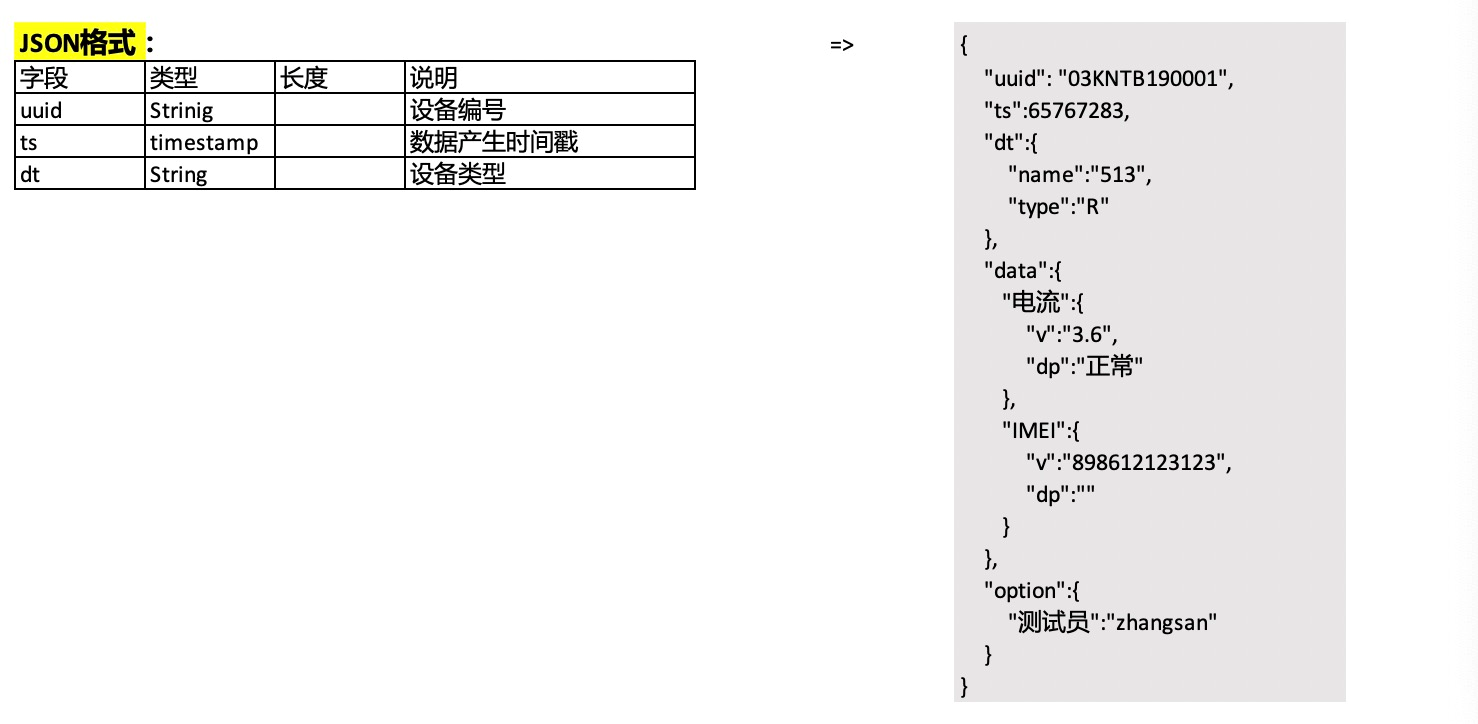 JSON格式：
字段 类型 长度 说明
uuid Strinig 设备编号
ts timestamp 数据产生时间戳
dt String 设备类型
=>
{
"uuid": "03KNTB190001",
"ts":65767283,
"dt":{
"name":"513",
"type":"R"
},
"data":{
"电流":{
"v":"3.6",
"dp":"正常"
},
"IMEI":{
"v":"898612123123",
"dp":""
}
},
"option":{
"测试员":"zhangsan"
}
}